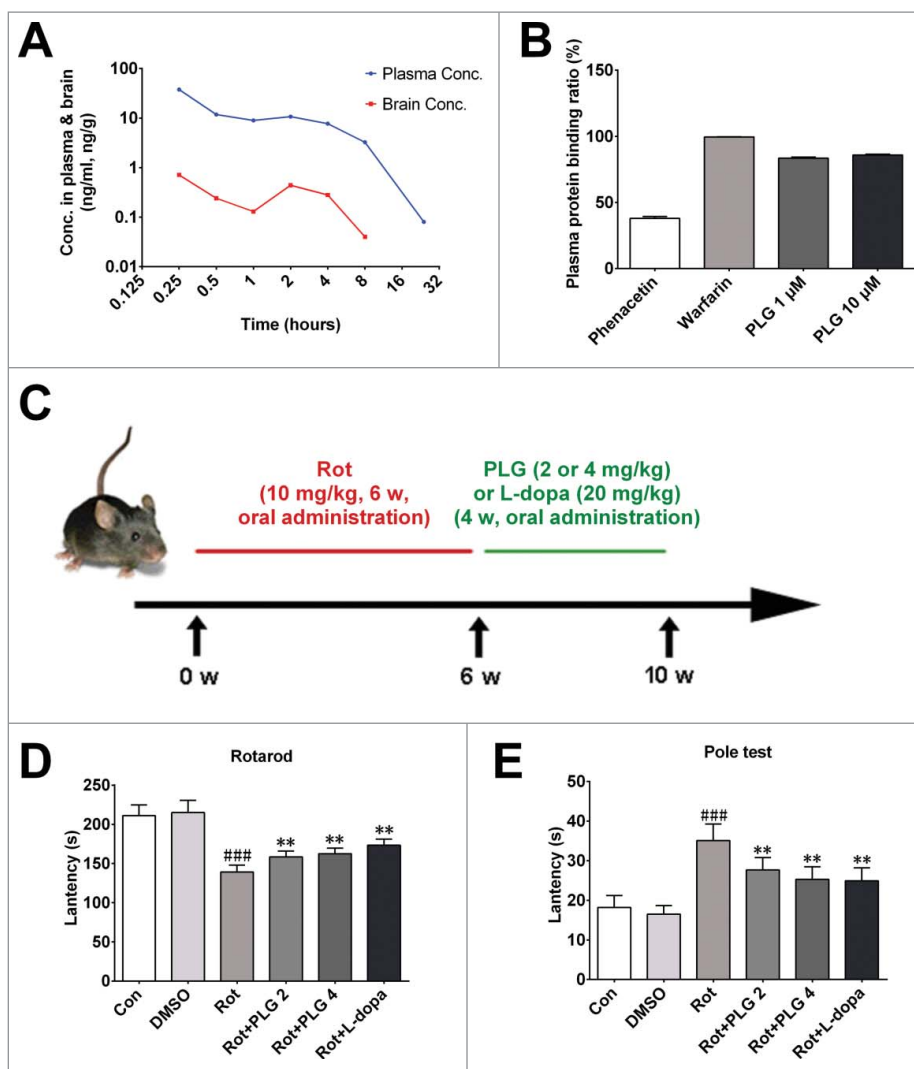 A
Conc. in plasma & brain
(ng/ml, ng/g)
100
10
1
0.1
0.01
Plasma Conc.
Brain Conc.
0.125
0.25
0.5
1
2
4
8
16
32
Time (hours)
B
Plasma protein binding ratio (%)
150
100
50
0
Phenacetin
Warfarin
PLG 1 µM
PLG 10 µM
C
Rot
(10 mg/kg, 6 w,
oral administration)
PLG (2 or 4 mg/kg)
or L-dopa (20 mg/kg)
(4 w, oral administration)
0 w
6 w
10 w
D
Rotarod
Lantency (s)
250
200
150
100
50
0
###
**
**
**
Con
DMSO
Rot
Rot+PLG 2
Rot+PLG 4
Rot+L-dopa
E
Pole test
Lantency (s)
50
40
30
20
10
0
###
**
**
**
Con
DMSO
Rot
Rot+PLG 2
Rot+PLG 4
Rot+L-dopa